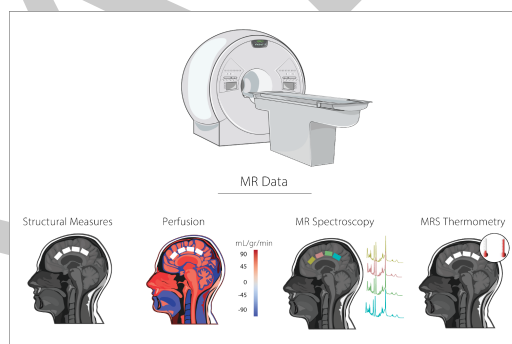 MR Data
Structural Measures
Perfusion
MR Spectroscopy
MRS Thermometry
mL/gr/min
90
45
0
-45
-90